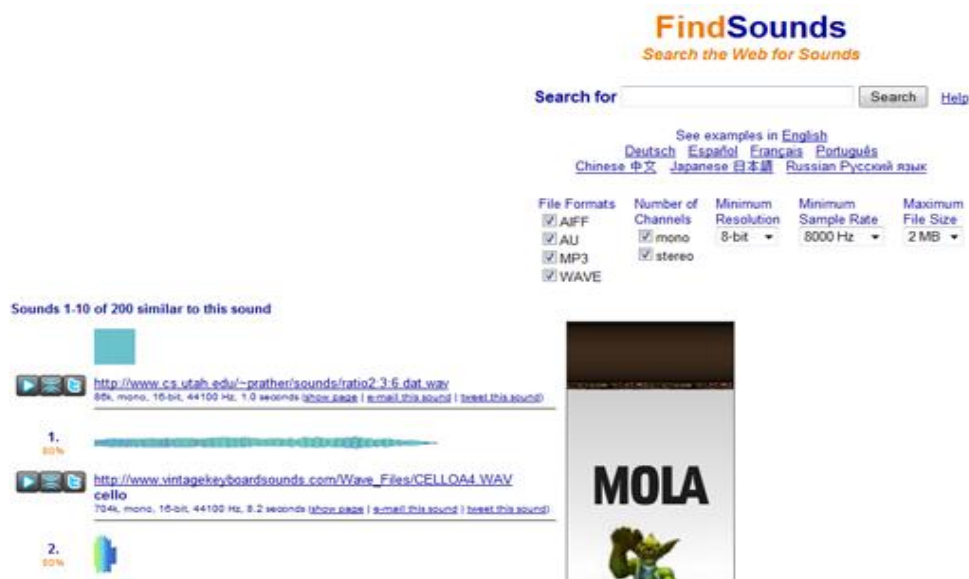 FindSounds
Search the Web for Sounds
Search for Search Help
See examples in English
Deutsch Español Français Português
Chinese 中文 Japanese 日本語 Russian Русский язык
File Formats Number of Channels Minimum Resolution Minimum Sample Rate Maximum File Size
AIFF mono 8-bit 8000 Hz 2 MB
AU stereo
MP3
WAVE
Sounds 1-10 of 200 similar to this sound
http://www.cs.utah.edu/~prather/sounds/ratio2.3:6.dat.wav
86k, mono, 16-bit, 44100 Hz, 1.0 seconds (show page | e-mail this sound | tweet this sound)
1.
80%
http://www.vintagekeyboardsounds.com/Wave_Files/CELLOA4.WAV
cello
704k, mono, 16-bit, 44100 Hz, 8.2 seconds (show page | e-mail this sound | tweet this sound)
2.
80%
MOLA